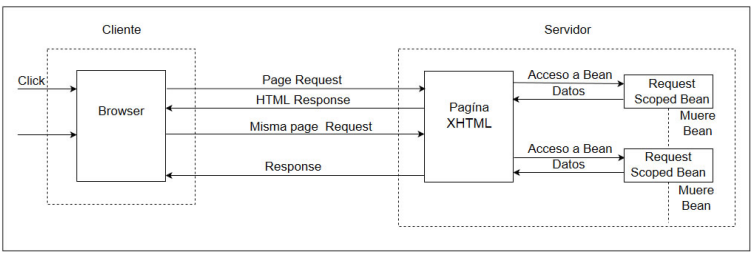 Cliente
Servidor
Click
Browser
Page Request
HTML Response
Misma page Request
Response
Pagína
XHTML
Acceso a Bean
Datos
Request
Scoped Bean
Muere
Bean
Acceso a Bean
Datos
Request
Scoped Bean
Muere
Bean